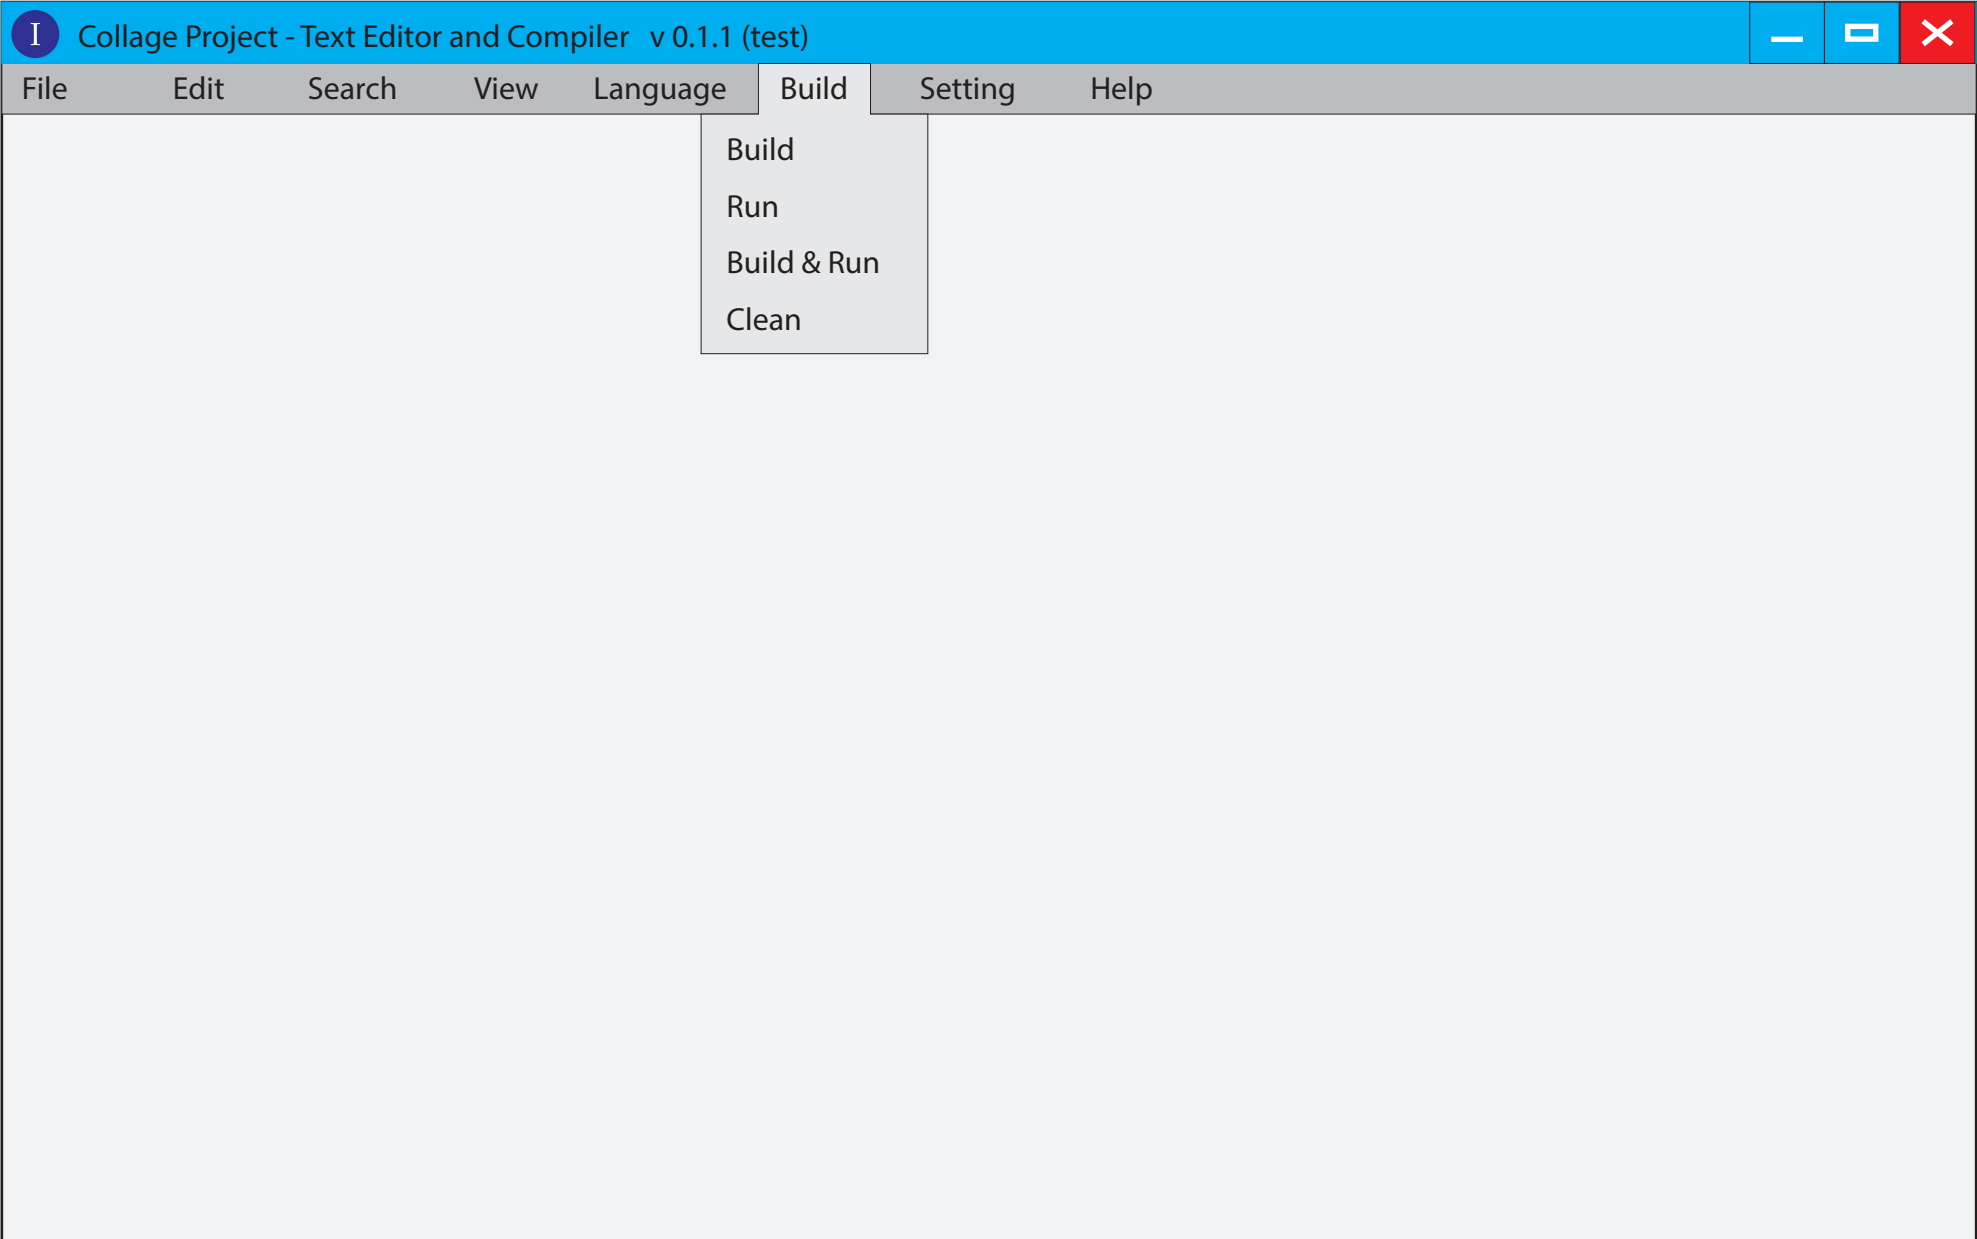 I Collage Project - Text Editor and Compiler v 0.1.1 (test)
File Edit Search View Language Build Setting Help
Build
Run
Build & Run
Clean